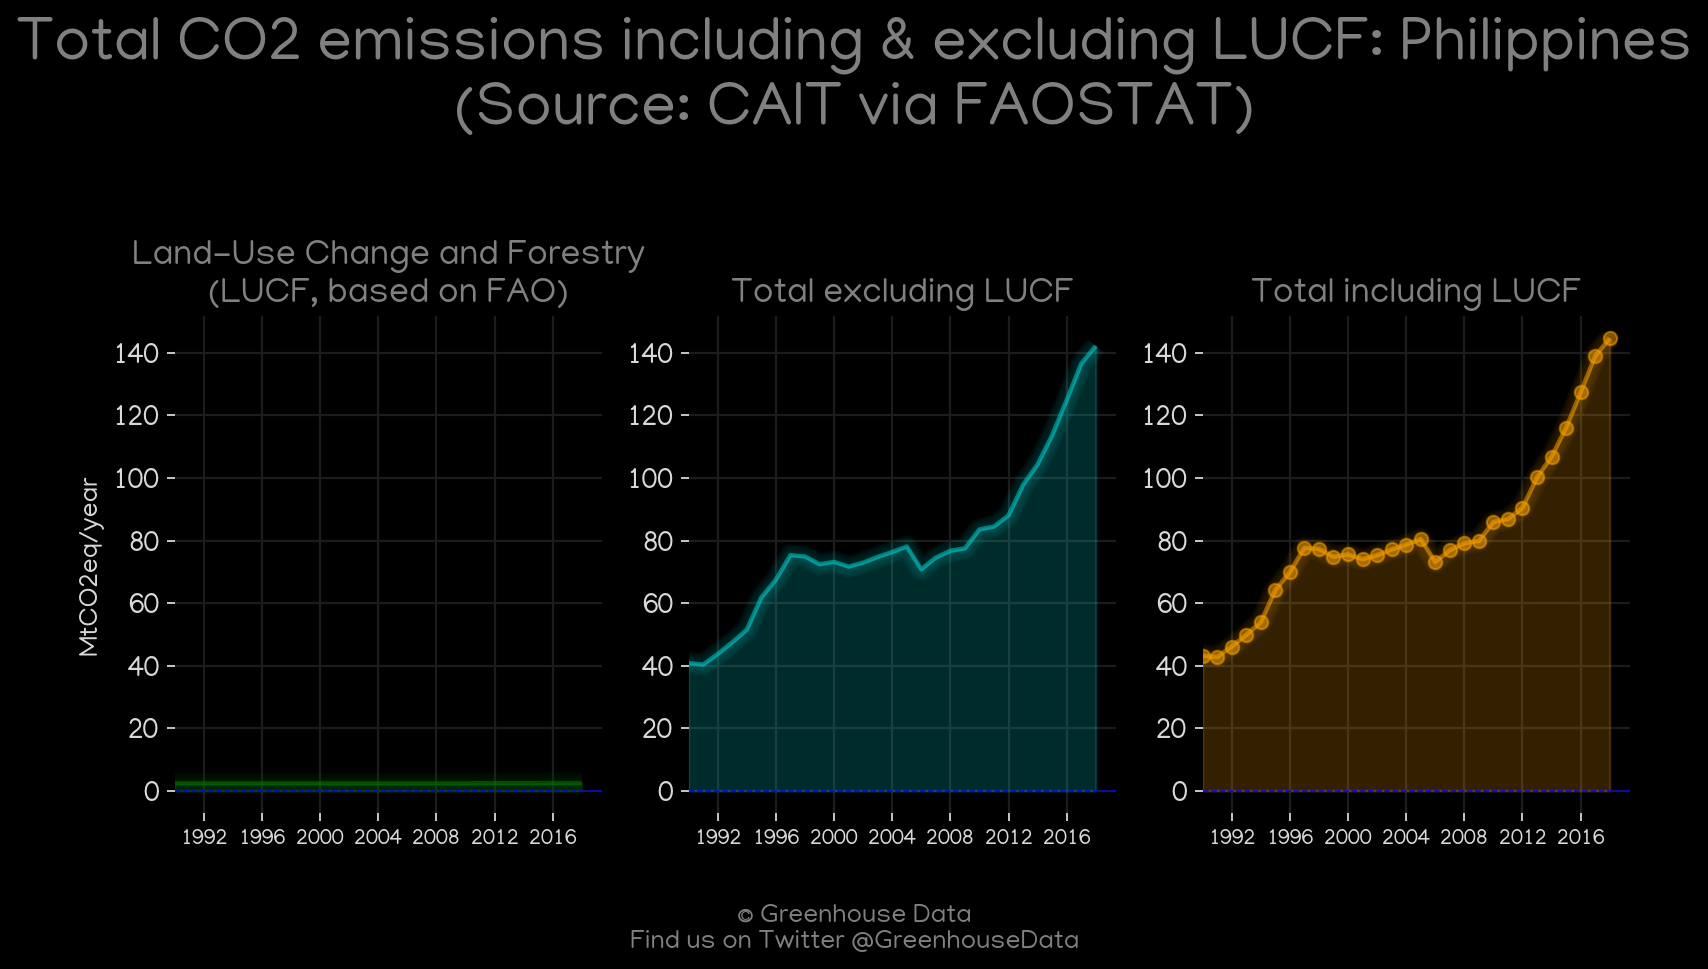 Total CO2 emissions including & excluding LUCF: Philippines
(Source: CAIT via FAOSTAT)
Land-Use Change and Forestry
(LUCF, based on FAO)
MtCO2eq/year
140
120
100
80
60
40
20
0
1992 1996 2000 2004 2008 2012 2016
Total excluding LUCF
140
120
100
80
60
40
20
0
1992 1996 2000 2004 2008 2012 2016
Total including LUCF
140
120
100
80
60
40
20
0
1992 1996 2000 2004 2008 2012 2016
© Greenhouse Data
Find us on Twitter @GreenhouseData